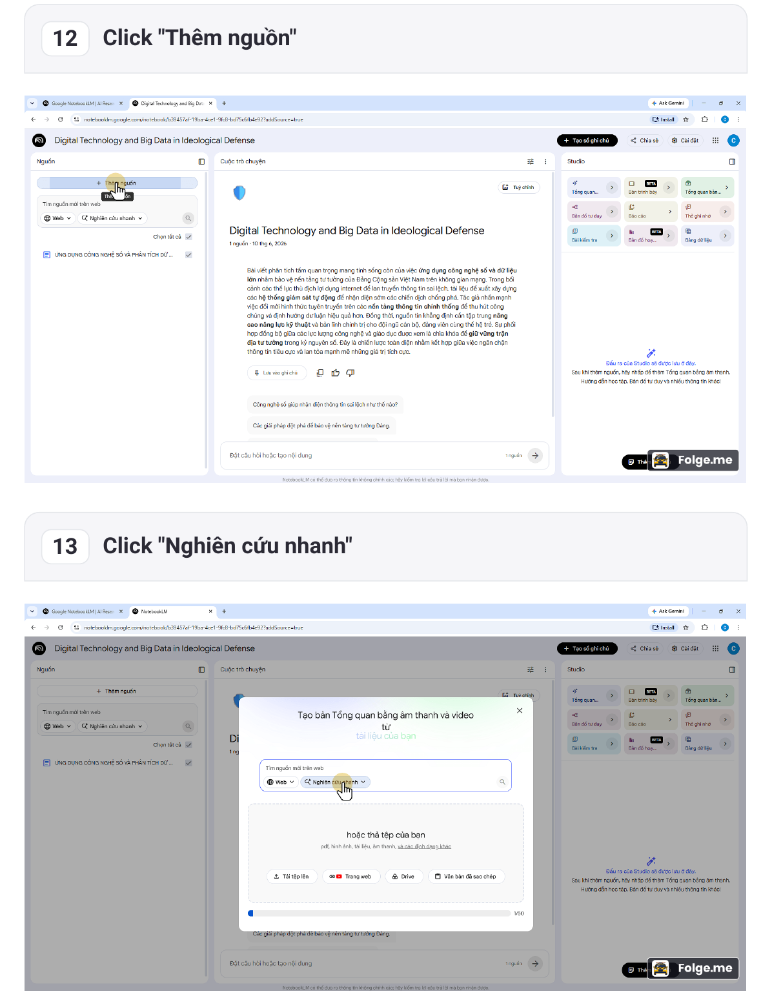 12 Click "Thêm nguồn"
Google NotebookLM | AI Resea
Digital Technology and Big Dat
Ask Gemini
notebooklm.google.com/notebook/b39457af-19ba-4ce1-9fc8-bd75c6fb4e92?addSource=true
Install
Digital Technology and Big Data in Ideological Defense
Tạo sổ ghi chú
Chia sẻ
Cài đặt
C
Nguồn
Cuộc trò chuyện
Studio
+ Thêm nguồn
Tìm nguồn mới trên web
Web
Nghiên cứu nhanh
Chọn tất cả
ỨNG DỤNG CÔNG NGHỆ SỐ VÀ PHÂN TÍCH DỮ ...
Tuỳ chỉnh
Digital Technology and Big Data in Ideological Defense
1 nguồn · 10 thg 6, 2026
Bài viết phân tích tầm quan trọng mang tính sống còn của việc ứng dụng công nghệ số và dữ liệu
lớn nhằm bảo vệ nền tảng tư tưởng của Đảng Cộng sản Việt Nam trên không gian mạng. Trong bối
cảnh các thế lực thù địch lợi dụng internet để lan truyền thông tin sai lệch, tài liệu đề xuất xây dựng
các hệ thống giám sát tự động để nhận diện sớm các chiến dịch chống phá. Tác giả nhấn mạnh
việc đổi mới hình thức tuyên truyền trên các nền tảng thông tin chính thống để thu hút công
chúng và định hướng dư luận hiệu quả hơn. Đồng thời, nguồn tin khẳng định cần tập trung nâng
cao năng lực kỹ thuật và bản lĩnh chính trị cho đội ngũ cán bộ, đảng viên cùng thế hệ trẻ. Sự phối
hợp đồng bộ giữa các lực lượng công nghệ và giáo dục được xem là chìa khóa để giữ vững trận
địa tư tưởng trong kỷ nguyên số. Đây là chiến lược toàn diện nhằm kết hợp giữa việc ngăn chặn
thông tin tiêu cực và lan tỏa mạnh mẽ những giá trị tích cực.
Lưu vào ghi chú
Công nghệ số giúp nhận diện thông tin sai lệch như thế nào?
Các giải pháp đột phá để bảo vệ nền tảng tư tưởng Đảng.
Đặt câu hỏi hoặc tạo nội dung
1 nguồn
NotebookLM có thể đưa ra thông tin không chính xác; hãy kiểm tra kỹ câu trả lời mà bạn nhận được.
Tổng quan...
BETA
Bản trình bày
Tổng quan bằn...
Bản đồ tư duy
Báo cáo
Thẻ ghi nhớ
Bài kiểm tra
BETA
Bản đồ hoạ...
Bảng dữ liệu
Đầu ra của Studio sẽ được lưu ở đây.
Sau khi thêm nguồn, hãy nhấp để thêm Tổng quan bằng âm thanh,
Hướng dẫn học tập, Bản đồ tư duy và nhiều thông tin khác!
Folge.me
13 Click "Nghiên cứu nhanh"
Google NotebookLM | AI Resea
NotebookLM
Ask Gemini
notebooklm.google.com/notebook/b39457af-19ba-4ce1-9fc8-bd75c6fb4e92?addSource=true
Install
Digital Technology and Big Data in Ideological Defense
Tạo sổ ghi chú
Chia sẻ
Cài đặt
C
Nguồn
Cuộc trò chuyện
Studio
+ Thêm nguồn
Tìm nguồn mới trên web
Web
Nghiên cứu nhanh
Chọn tất cả
ỨNG DỤNG CÔNG NGHỆ SỐ VÀ PHÂN TÍCH DỮ ...
Tuỳ chỉnh
Di
1 ng
Tạo bản Tổng quan bằng âm thanh và video
từ
tài liệu của bạn
Tìm nguồn mới trên web
Web
Nghiên cứu nhanh
hoặc thả tệp của bạn
pdf, hình ảnh, tài liệu, âm thanh, và các định dạng khác
Tải tệp lên
Trang web
Drive
Văn bản đã sao chép
1/50
Các giải pháp đột phá để bảo vệ nền tảng tư tưởng Đảng.
Đặt câu hỏi hoặc tạo nội dung
1 nguồn
NotebookLM có thể đưa ra thông tin không chính xác; hãy kiểm tra kỹ câu trả lời mà bạn nhận được.
Tổng quan...
BETA
Bản trình bày
Tổng quan bằn...
Bản đồ tư duy
Báo cáo
Thẻ ghi nhớ
Bài kiểm tra
BETA
Bản đồ hoạ...
Bảng dữ liệu
Đầu ra của Studio sẽ được lưu ở đây.
Sau khi thêm nguồn, hãy nhấp để thêm Tổng quan bằng âm thanh,
Hướng dẫn học tập, Bản đồ tư duy và nhiều thông tin khác!
Folge.me